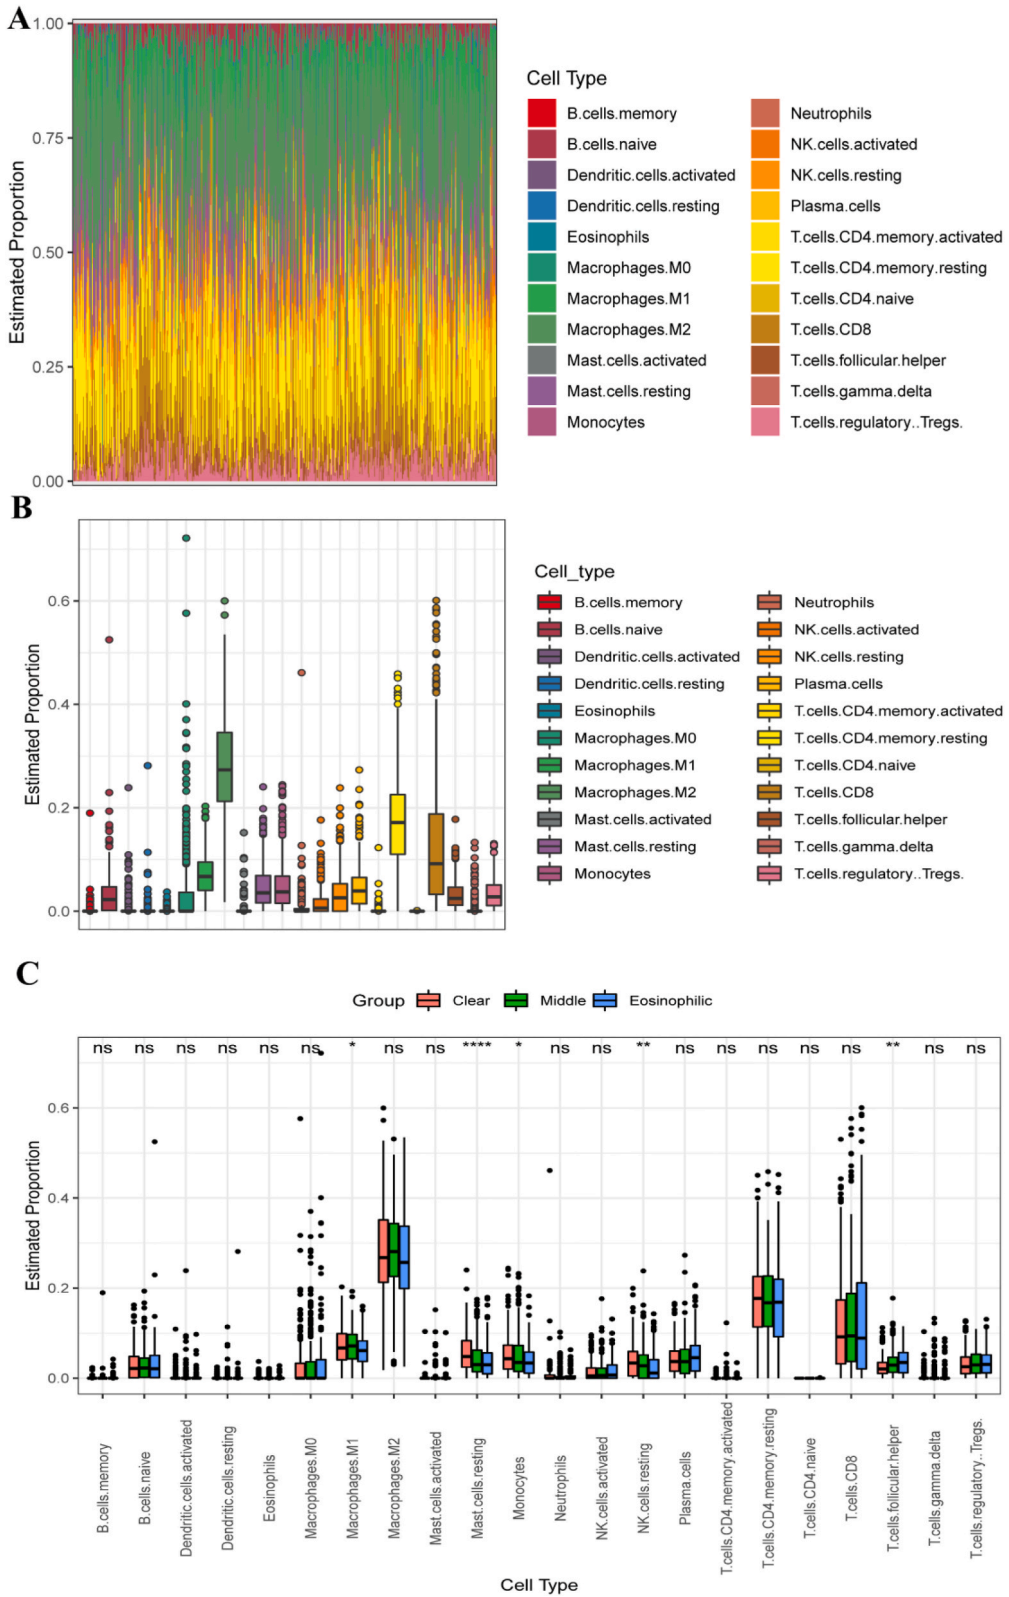 A
1.00
0.75
0.50
0.25
0.00
Estimated Proportion
Cell Type
B.cells.memory
B.cells.naive
Dendritic.cells.activated
Dendritic.cells.resting
Eosinophils
Macrophages.M0
Macrophages.M1
Macrophages.M2
Mast.cells.activated
Mast.cells.resting
Monocytes
Neutrophils
NK.cells.activated
NK.cells.resting
Plasma.cells
T.cells.CD4.memory.activated
T.cells.CD4.memory.resting
T.cells.CD4.naive
T.cells.CD8
T.cells.follicular.helper
T.cells.gamma.delta
T.cells.regulatory..Tregs.
B
0.6
0.4
0.2
0.0
Estimated Proportion
Cell_type
B.cells.memory
B.cells.naive
Dendritic.cells.activated
Dendritic.cells.resting
Eosinophils
Macrophages.M0
Macrophages.M1
Macrophages.M2
Mast.cells.activated
Mast.cells.resting
Monocytes
Neutrophils
NK.cells.activated
NK.cells.resting
Plasma.cells
T.cells.CD4.memory.activated
T.cells.CD4.memory.resting
T.cells.CD4.naive
T.cells.CD8
T.cells.follicular.helper
T.cells.gamma.delta
T.cells.regulatory..Tregs.
C
Group Clear Middle Eosinophilic
ns ns ns ns ns ns * ns ns **** * ns ns ** ns ns ns ns ns ** ns ns
0.6
0.4
0.2
0.0
Estimated Proportion
B.cells.memory
B.cells.naive
Dendritic.cells.activated
Dendritic.cells.resting
Eosinophils
Macrophages.M0
Macrophages.M1
Macrophages.M2
Mast.cells.activated
Mast.cells.resting
Monocytes
Neutrophils
NK.cells.activated
NK.cells.resting
Plasma.cells
T.cells.CD4.memory.activated
T.cells.CD4.memory.resting
T.cells.CD4.naive
T.cells.CD8
T.cells.follicular.helper
T.cells.gamma.delta
T.cells.regulatory..Tregs.
Cell Type